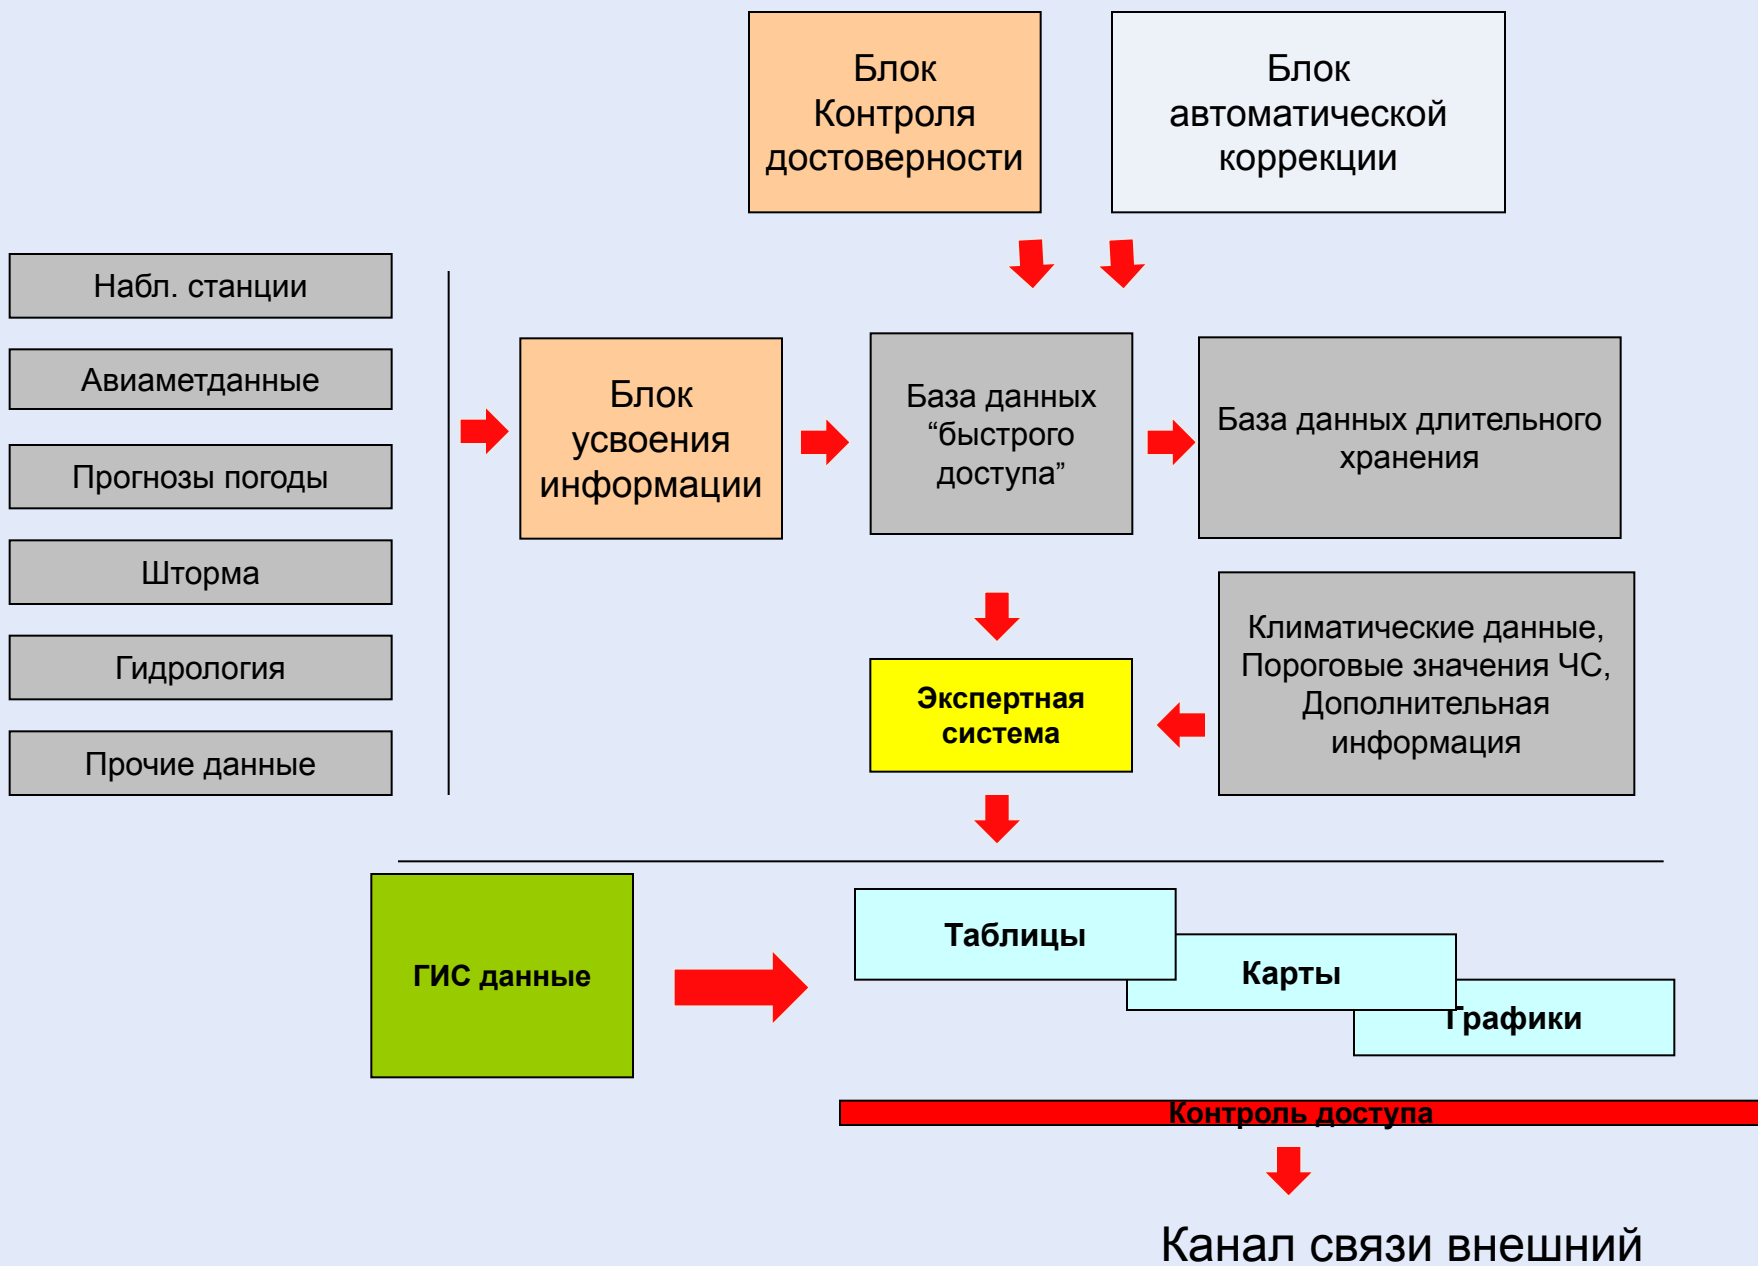 Блок
Контроля
достоверности
Блок
автоматической
коррекции
Набл. станции
Авиаметданные
Прогнозы погоды
Шторма
Гидрология
Прочие данные
Блок
усвоения
информации
База данных
“быстрого
доступа”
База данных длительного
хранения
Климатические данные,
Пороговые значения ЧС,
Дополнительная
информация
Экспертная
система
ГИС данные
Таблицы
Карты
Графики
Контроль доступа
Канал связи внешний